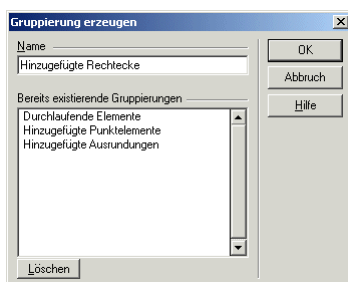 Gruppierung erzeugen
Name
Hinzugefügte Rechtecke
Bereits existierende Gruppierungen
Durchlaufende Elemente
Hinzugefügte Punktelemente
Hinzugefügte Ausrundungen
Löschen
OK
Abbruch
Hilfe